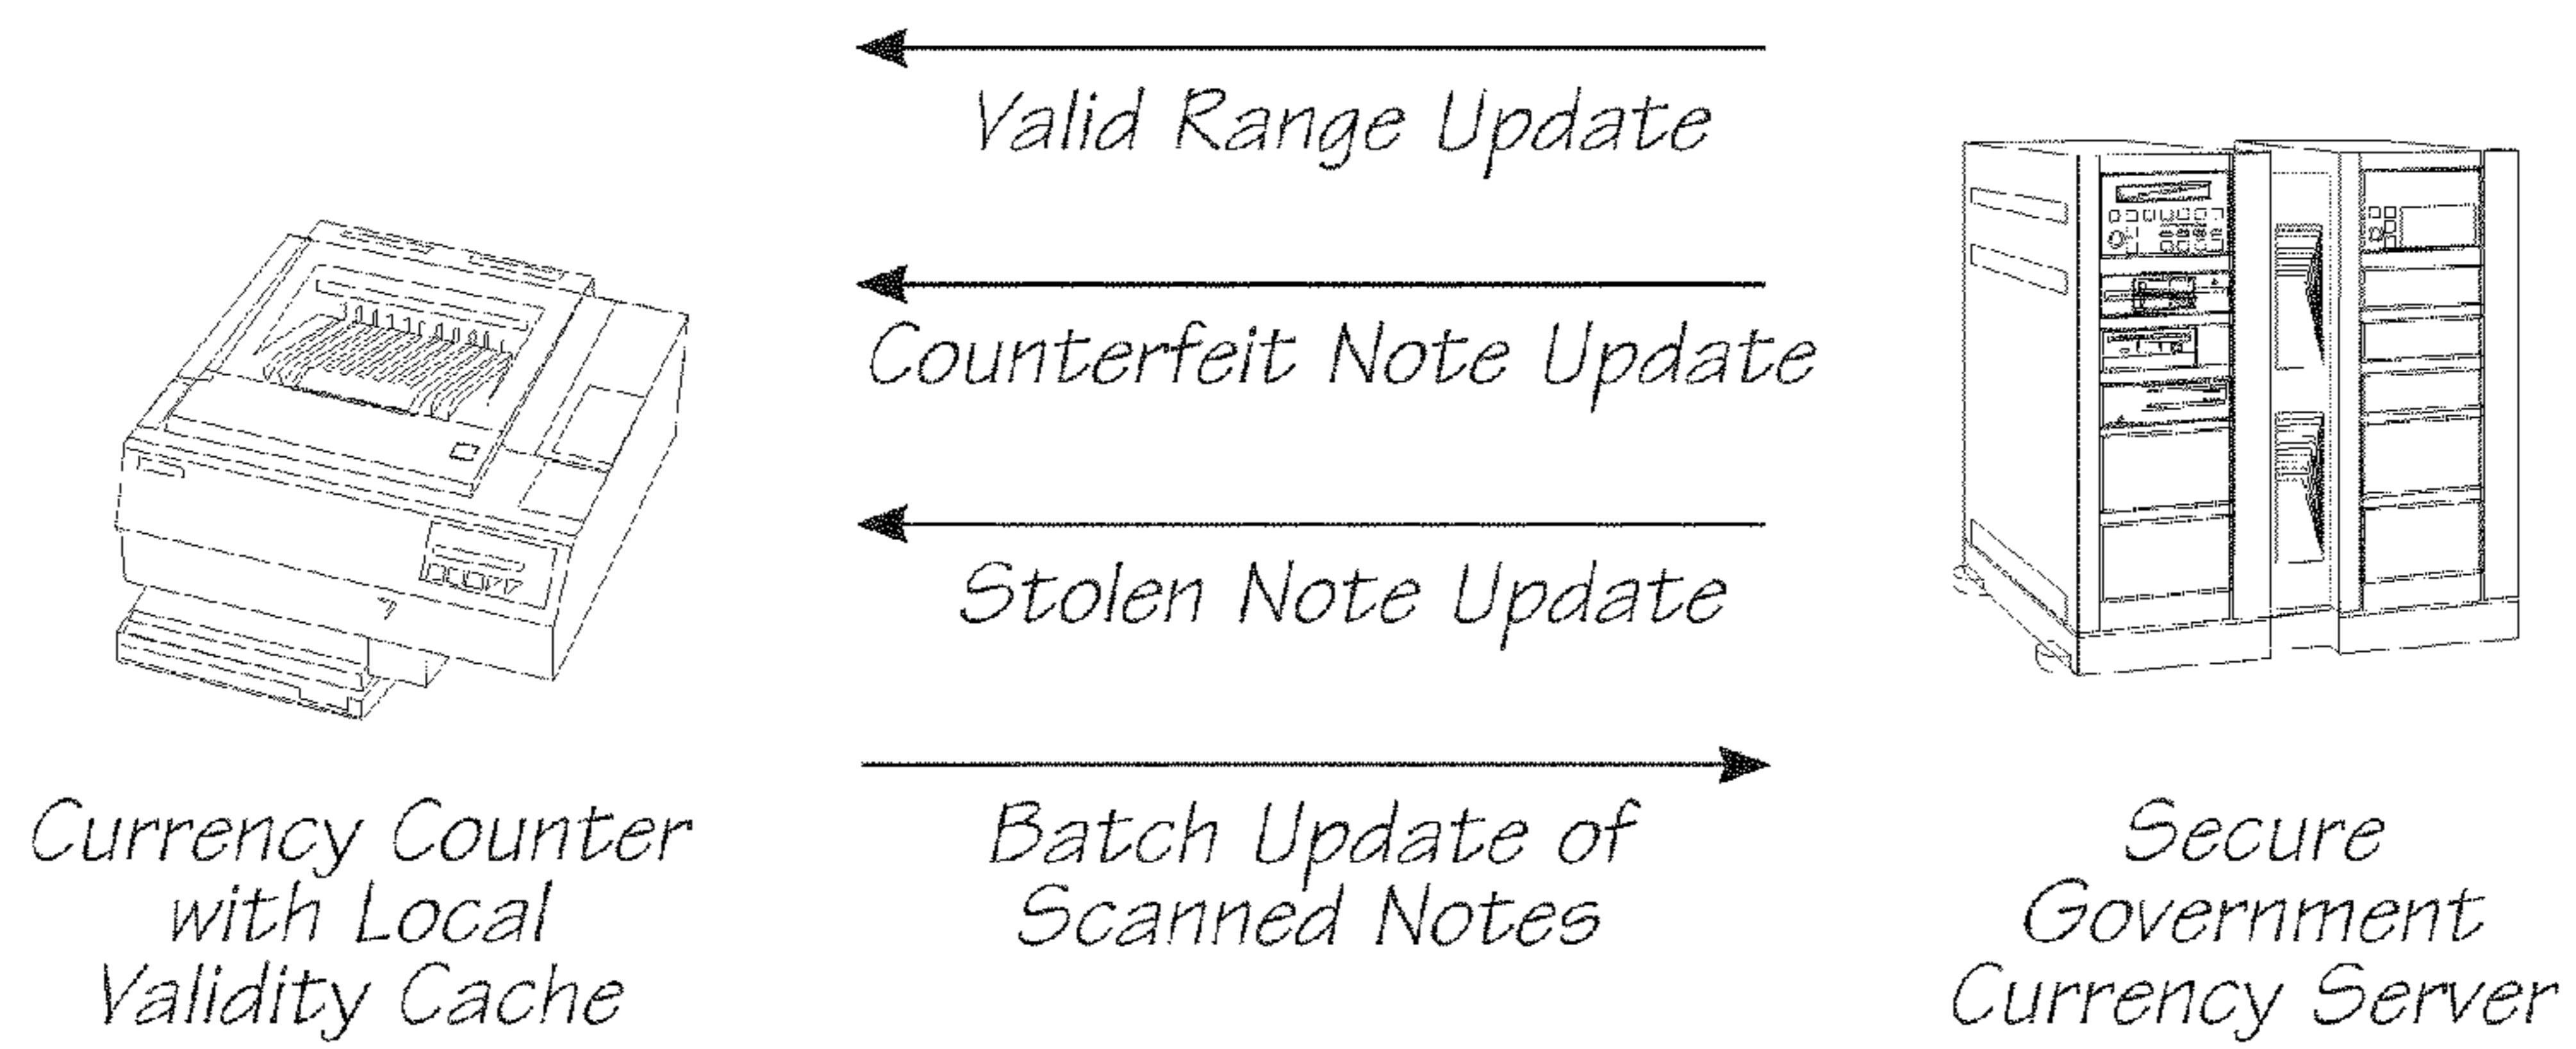 Valid Range Update
Counterfeit Note Update
Stolen Note Update
Batch Update of
Scanned Notes
Currency Counter
with Local
Validity Cache
Secure
Government
Currency Server